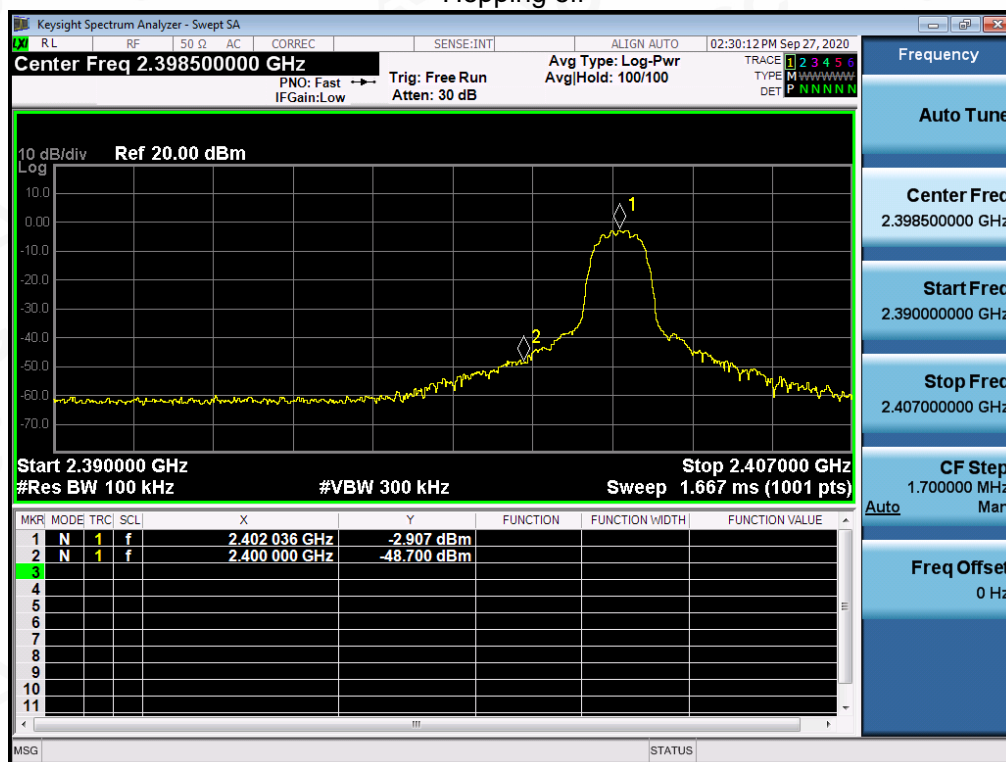 Hopping off
Keysight Spectrum Analyzer - Swept SA
LXI RL RF 50 Ω AC CORREC SENSE:INT ALIGN AUTO 02:30:12 PM Sep 27, 2020
Center Freq 2.398500000 GHz
PNO: Fast
IFGain:Low
Trig: Free Run
Atten: 30 dB
Avg Type: Log-Pwr
Avg|Hold: 100/100
TRACE 1 2 3 4 5 6
TYPE M WWWWW
DET P N N N N N
10 dB/div Ref 20.00 dBm
Log
10.0
0.00
-10.0
-20.0
-30.0
-40.0
-50.0
-60.0
-70.0
1
2
Start 2.390000 GHz Stop 2.407000 GHz
#Res BW 100 kHz #VBW 300 kHz Sweep 1.667 ms (1001 pts)
MKR MODE TRC SCL X Y FUNCTION FUNCTION WIDTH FUNCTION VALUE
1 N 1 f 2.402 036 GHz -2.907 dBm
2 N 1 f 2.400 000 GHz -48.700 dBm
3
4
5
6
7
8
9
10
11
MSG STATUS
Frequency
Auto Tune
Center Freq
2.398500000 GHz
Start Freq
2.390000000 GHz
Stop Freq
2.407000000 GHz
CF Step
1.700000 MHz
Auto Man
Freq Offset
0 Hz